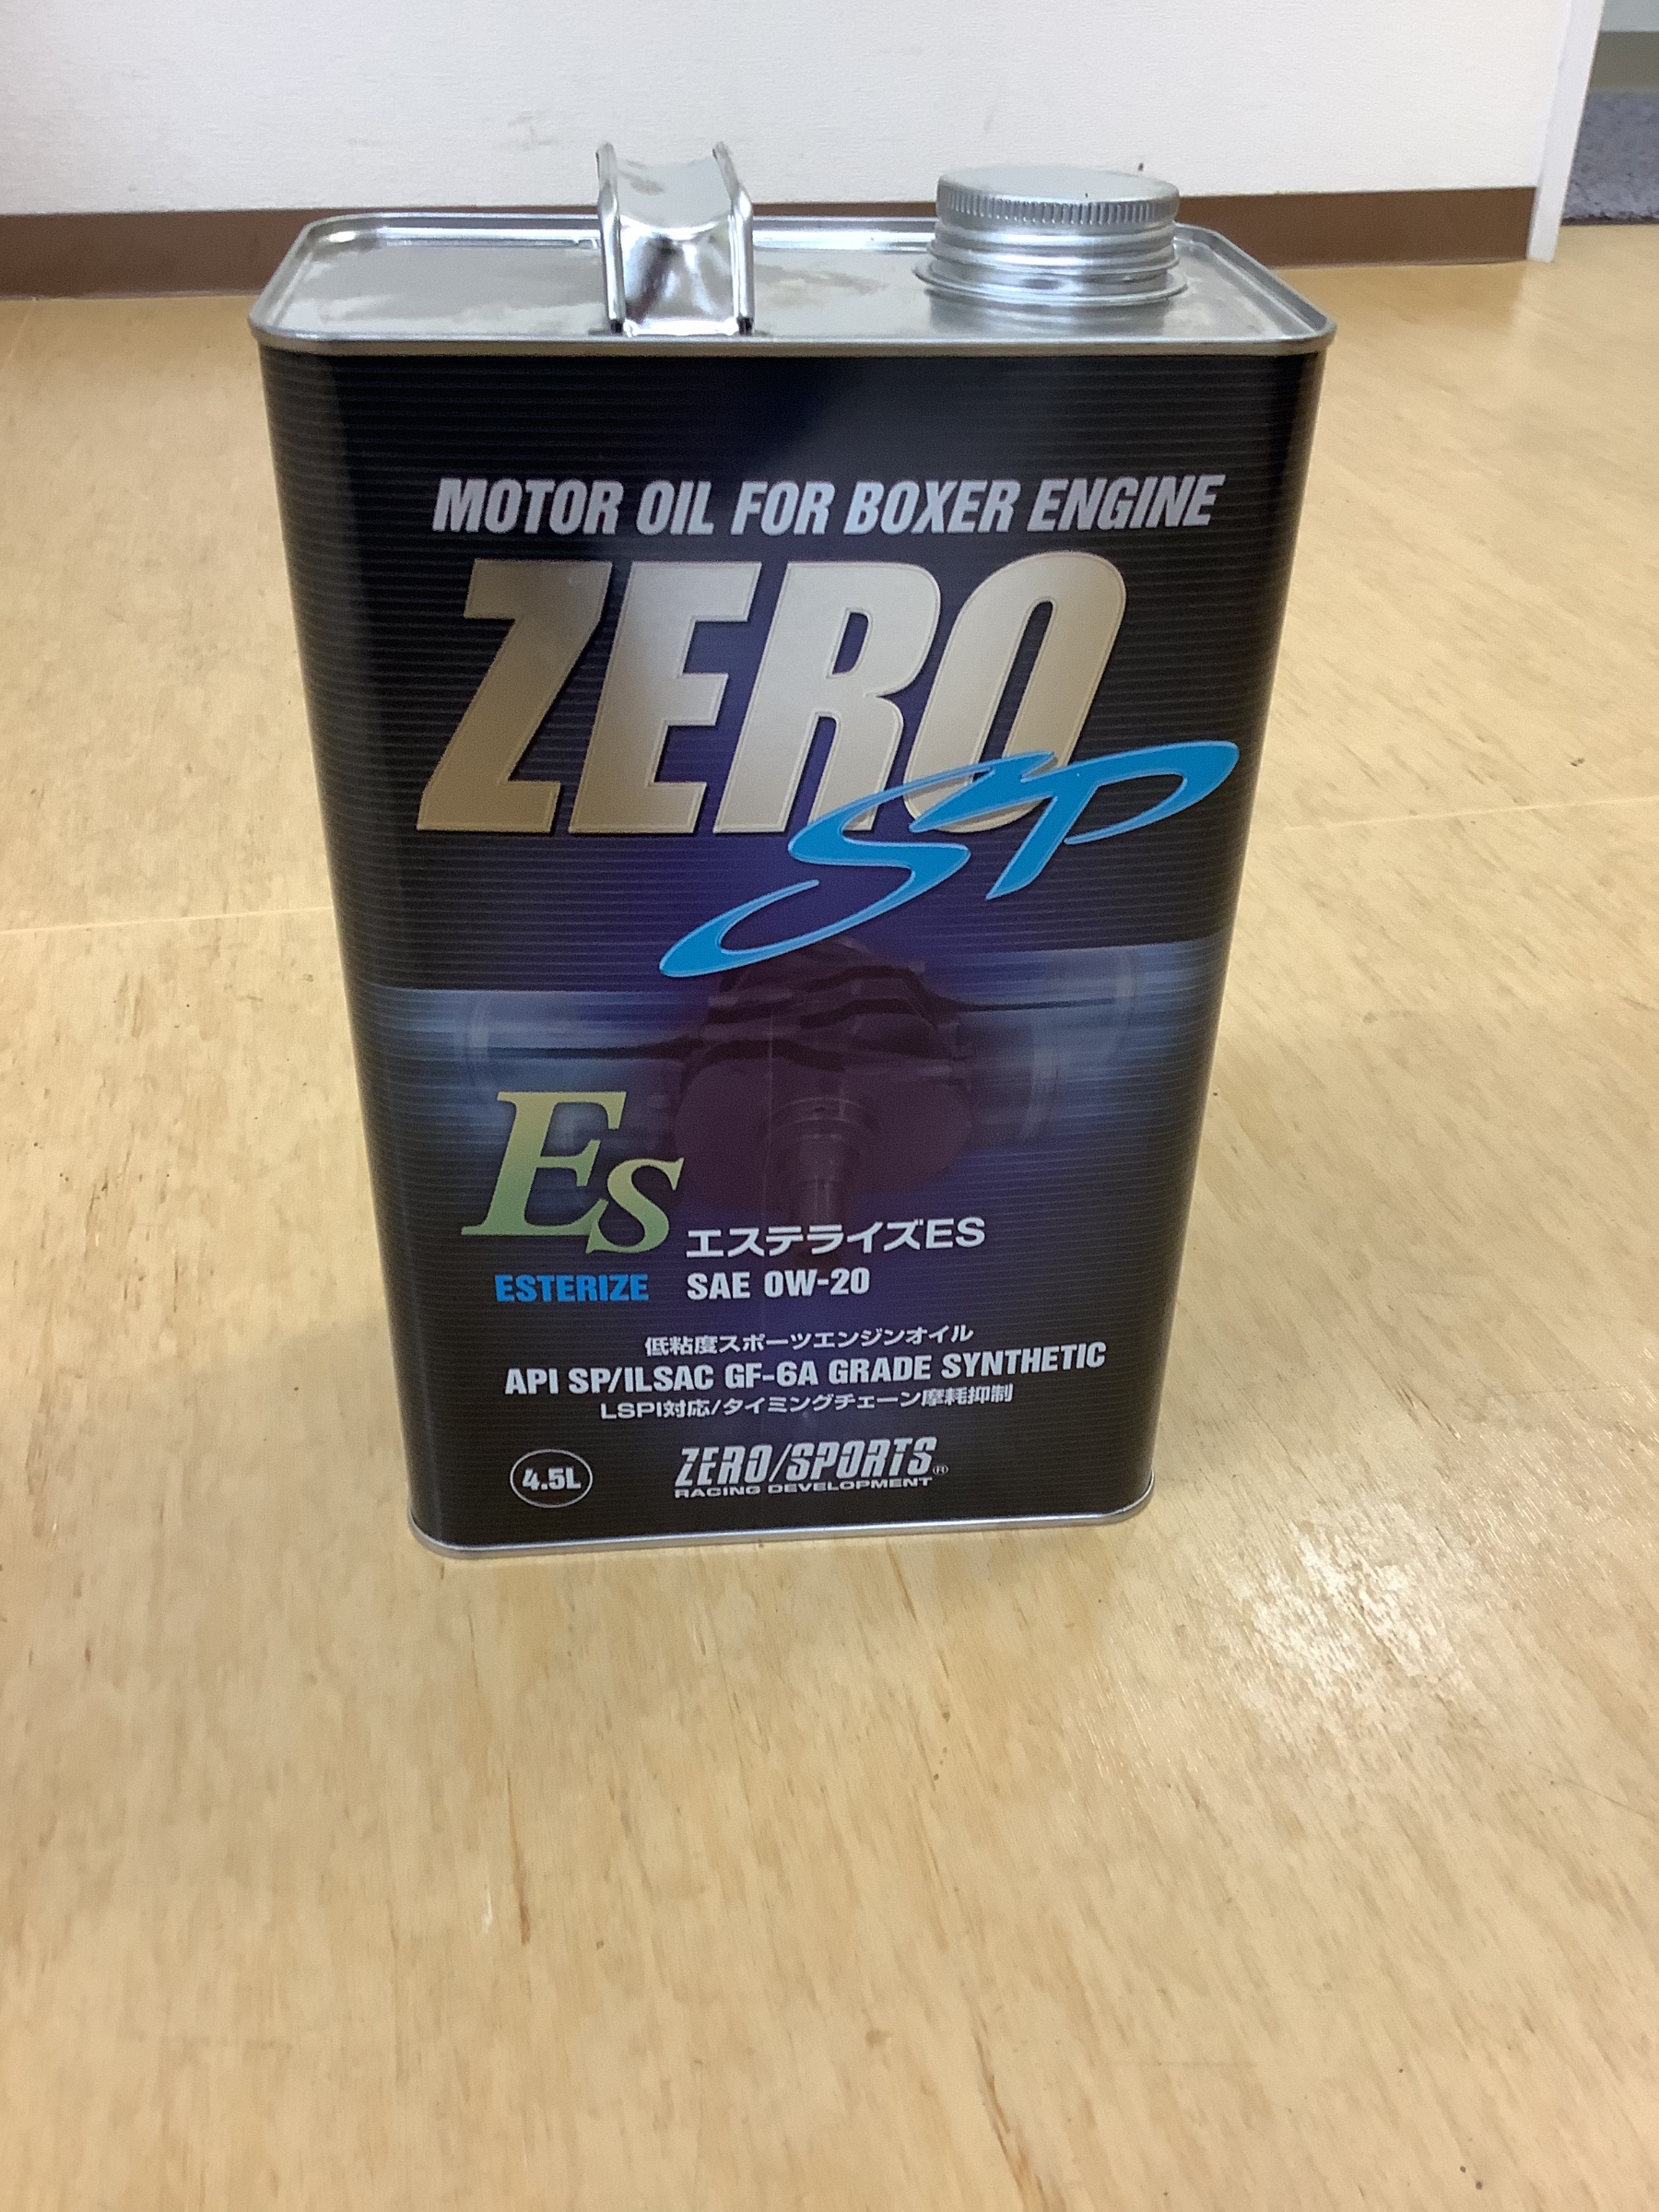 MOTOR OIL FOR BOXER ENGINE
ZERO
SP
Es
エステライズES
ESTERIZE SAE 0W-20
低粘度スポーツエンジンオイル
API SP/ILSAC GF-6A GRADE SYNTHETIC
LSPI対応/タイミングチェーン摩耗抑制
4.5L
ZERO/SPORTS®
RACING DEVELOPMENT